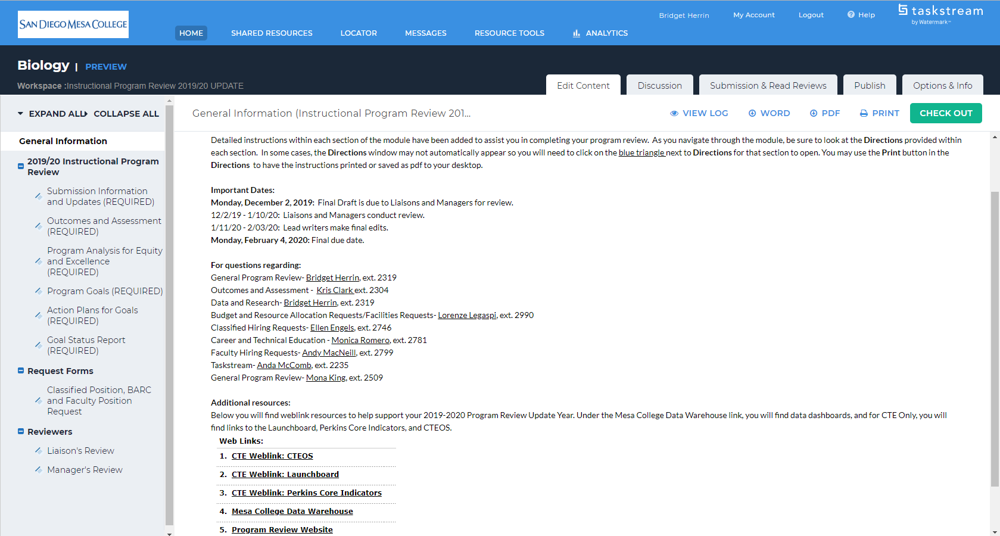 SAN DIEGO MESA COLLEGE
Bridget Herrin
My Account
Logout
Help
taskstream
by Watermark™
HOME
SHARED RESOURCES
LOCATOR
MESSAGES
RESOURCE TOOLS
ANALYTICS
Biology | PREVIEW
Workspace :Instructional Program Review 2019/20 UPDATE
Edit Content
Discussion
Submission & Read Reviews
Publish
Options & Info
EXPAND ALL
COLLAPSE ALL
General Information
2019/20 Instructional Program
Review
Submission Information
and Updates (REQUIRED)
Outcomes and Assessment
(REQUIRED)
Program Analysis for Equity
and Excellence
(REQUIRED)
Program Goals (REQUIRED)
Action Plans for Goals
(REQUIRED)
Goal Status Report
(REQUIRED)
Request Forms
Classified Position, BARC
and Faculty Position
Request
Reviewers
Liaison's Review
Manager's Review
General Information (Instructional Program Review 201...
VIEW LOG
WORD
PDF
PRINT
CHECK OUT
Detailed instructions within each section of the module have been added to assist you in completing your program review. As you navigate through the module, be sure to look at the Directions provided within
each section. In some cases, the Directions window may not automatically appear so you will need to click on the blue triangle next to Directions for that section to open. You may use the Print button in the
Directions to have the instructions printed or saved as pdf to your desktop.
Important Dates:
Monday, December 2, 2019: Final Draft is due to Liaisons and Managers for review.
12/2/19 - 1/10/20: Liaisons and Managers conduct review.
1/11/20 - 2/03/20: Lead writers make final edits.
Monday, February 4, 2020: Final due date.
For questions regarding:
General Program Review- Bridget Herrin, ext. 2319
Outcomes and Assessment - Kris Clark ext. 2304
Data and Research- Bridget Herrin, ext. 2319
Budget and Resource Allocation Requests/Facilities Requests- Lorenze Legaspi, ext. 2990
Classified Hiring Requests- Ellen Engels, ext. 2746
Career and Technical Education - Monica Romero, ext. 2781
Faculty Hiring Requests- Andy MacNeill, ext. 2799
Taskstream- Anda McComb, ext. 2235
General Program Review- Mona King, ext. 2509
Additional resources:
Below you will find weblink resources to help support your 2019-2020 Program Review Update Year. Under the Mesa College Data Warehouse link, you will find data dashboards, and for CTE Only, you will
find links to the Launchboard, Perkins Core Indicators, and CTEOS.
Web Links:
1. CTE Weblink: CTEOS
2. CTE Weblink: Launchboard
3. CTE Weblink: Perkins Core Indicators
4. Mesa College Data Warehouse
5. Program Review Website